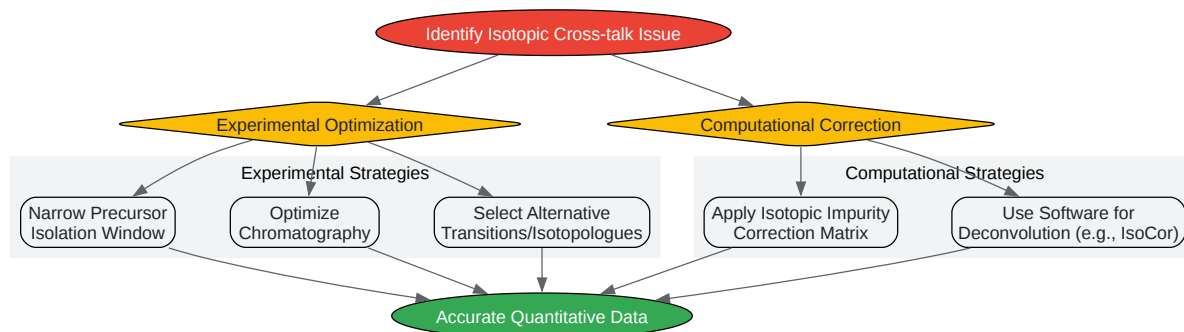 Identify Isotopic Cross-talk Issue
Experimental Optimization
Computational Correction
Experimental Strategies
Computational Strategies
Narrow Precursor
Isolation Window
Optimize
Chromatography
Select Alternative
Transitions/Isotopologues
Apply Isotopic Impurity
Correction Matrix
Use Software for
Deconvolution (e.g., IsoCor)
Accurate Quantitative Data